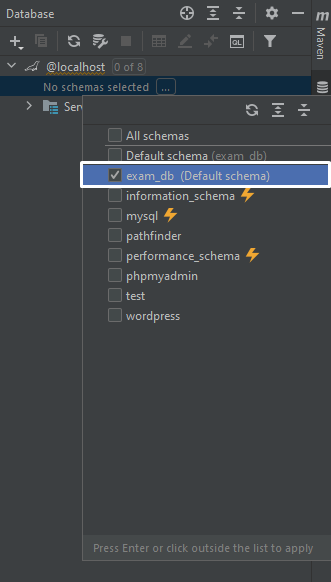 Database
@localhost 0 of 8
No schemas selected ...
Ser
All schemas
Default schema (exam_db)
exam_db (Default schema)
information_schema
mysql
pathfinder
performance_schema
phpmyadmin
test
wordpress
Press Enter or click outside the list to apply
m
Maven
QL